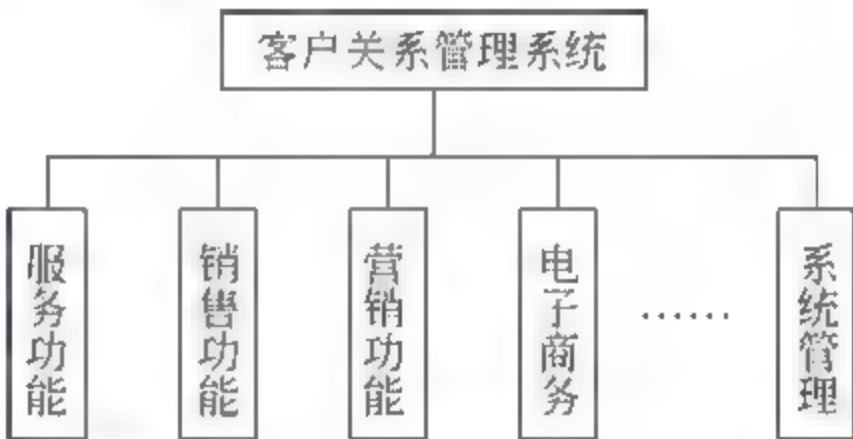 客户关系管理系统
服务功能
销售功能
营销功能
电子商务
……
系统管理